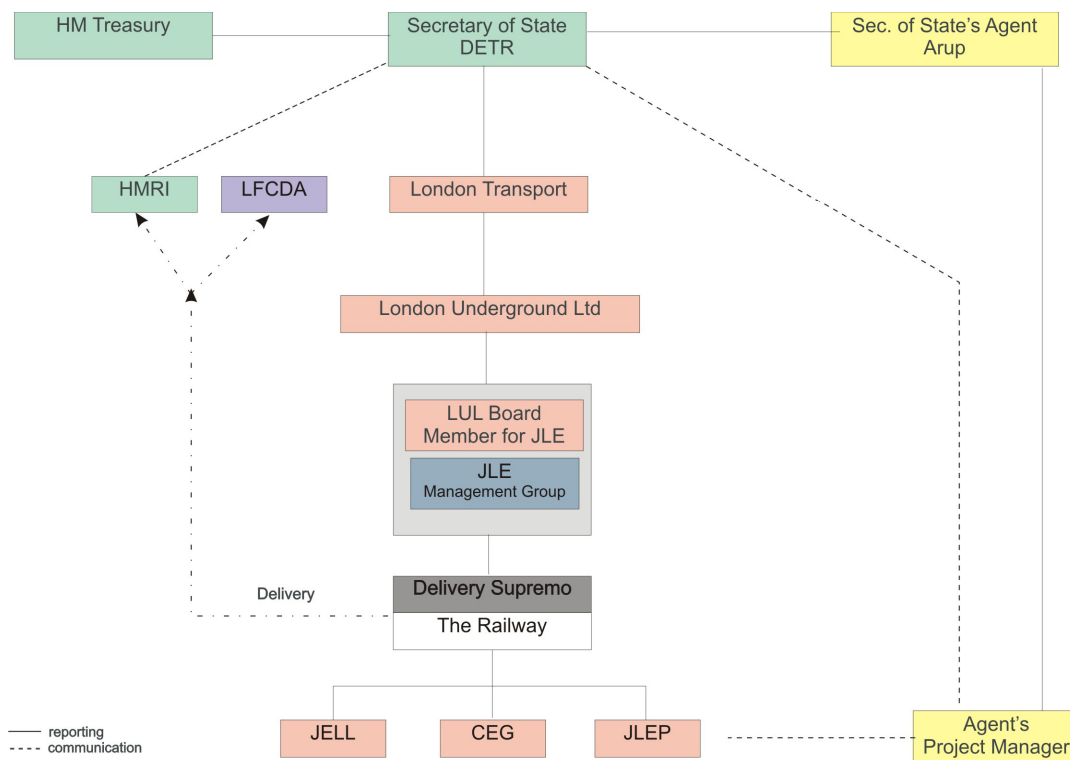 HM Treasury
Secretary of State
DETR
Sec. of State's Agent
Arup
HMRI
LFCDA
London Transport
London Underground Ltd
LUL Board
Member for JLE
JLE
Management Group
Delivery Supremo
Delivery
The Railway
JELL
CEG
JLEP
Agent's
Project Manager
reporting
communication